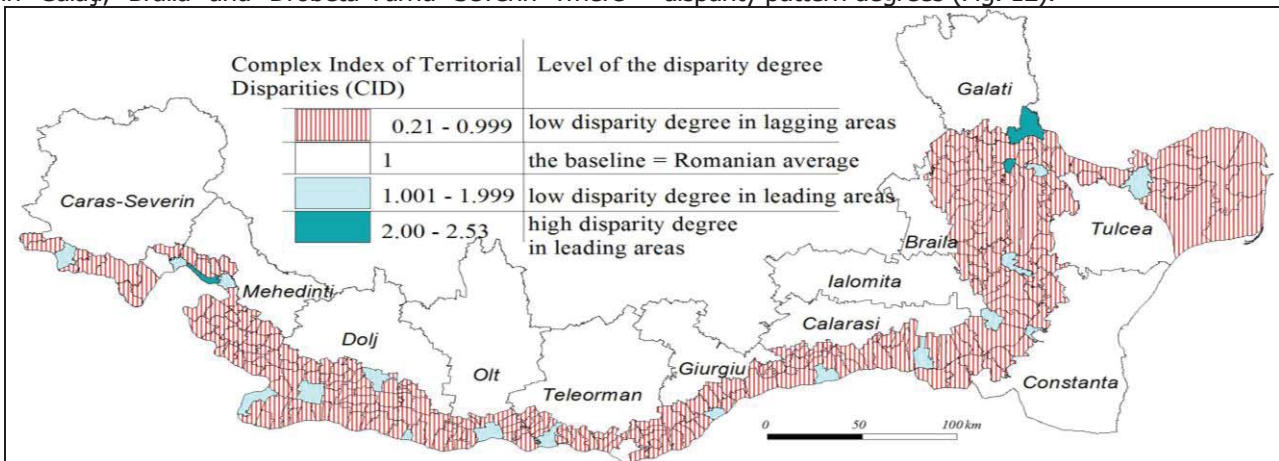 in Galaţi, Braila and Drobeta Turnu Severin where disparity pattern degrees (Fig. 12).
Complex Index of Territorial Disparities (CID)
Level of the disparity degree
0.21 - 0.999 low disparity degree in lagging areas
1 the baseline = Romanian average
1.001 - 1.999 low disparity degree in leading areas
2.00 - 2.53 high disparity degree
in leading areas
Galati
Caras-Severin
Tulcea
Braila
Mehedinti
Ialomita
Dolj
Calarasi
Olt
Giurgiu
Teleorman
Constanta
0 50 100 km